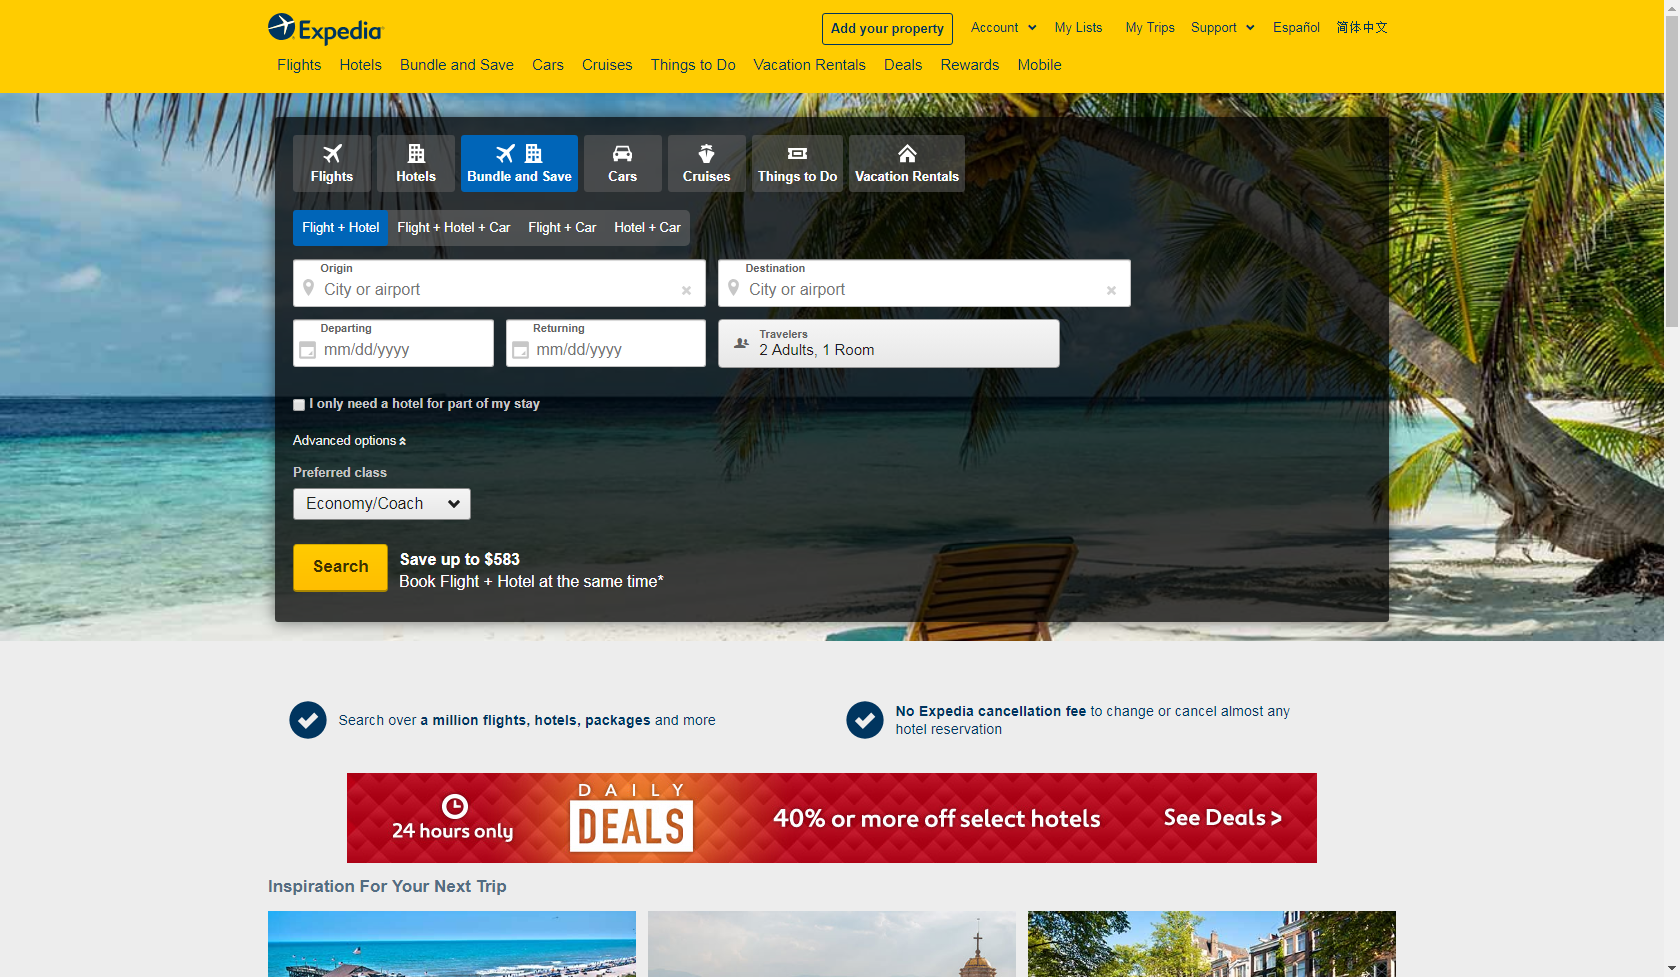 Expedia
Add your property
Account
My Lists
My Trips
Support
Español
简体中文
Flights
Hotels
Bundle and Save
Cars
Cruises
Things to Do
Vacation Rentals
Deals
Rewards
Mobile
Flights
Hotels
Bundle and Save
Cars
Cruises
Things to Do
Vacation Rentals
Flight + Hotel
Flight + Hotel + Car
Flight + Car
Hotel + Car
Origin
City or airport
Destination
City or airport
Departing
mm/dd/yyyy
Returning
mm/dd/yyyy
Travelers
2 Adults, 1 Room
I only need a hotel for part of my stay
Advanced options
Preferred class
Economy/Coach
Search
Save up to $583
Book Flight + Hotel at the same time*
Search over a million flights, hotels, packages and more
No Expedia cancellation fee to change or cancel almost any
hotel reservation
24 hours only
DAILY
DEALS
40% or more off select hotels
See Deals >
Inspiration For Your Next Trip